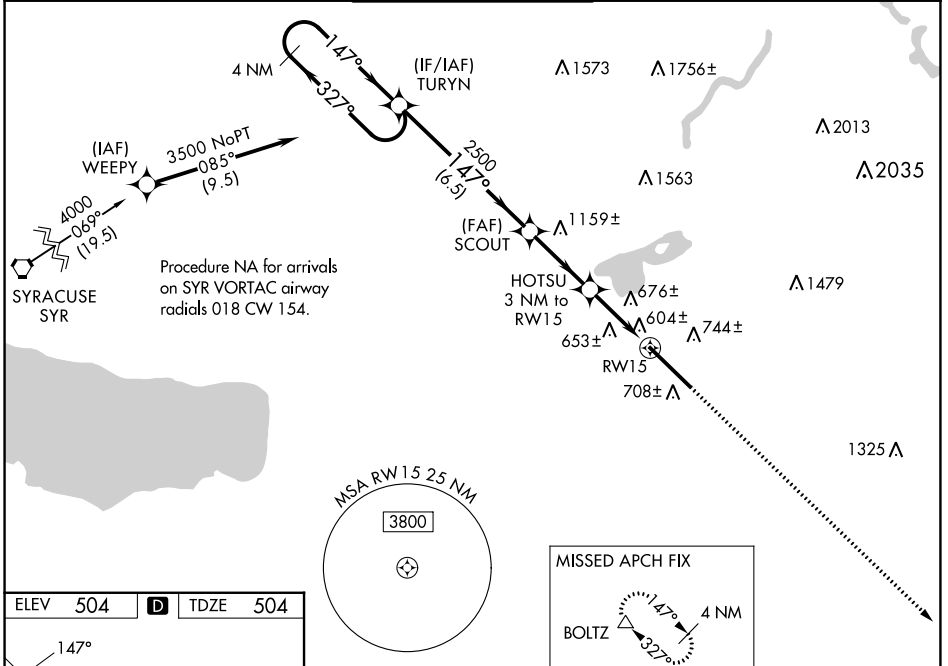 147°
4 NM
327°
(IF/IAF)
TURYN
1573
1756±
2013
2035
1563
(IAF)
WEEPY
3500 NoPT
085°
(9.5)
4000
069°
(19.5)
SYRACUSE
SYR
Procedure NA for arrivals
on SYR VORTAC airway
radials 018 CW 154.
2500
147°
(6.5)
(FAF)
SCOUT
1159±
HOTSU
3 NM to
RW15
676±
604±
653±
744±
1479
RW15
708±
1325
MSA RW15 25 NM
3800
MISSED APCH FIX
147°
4 NM
BOLTZ
327°
ELEV 504 D TDZE 504
147°